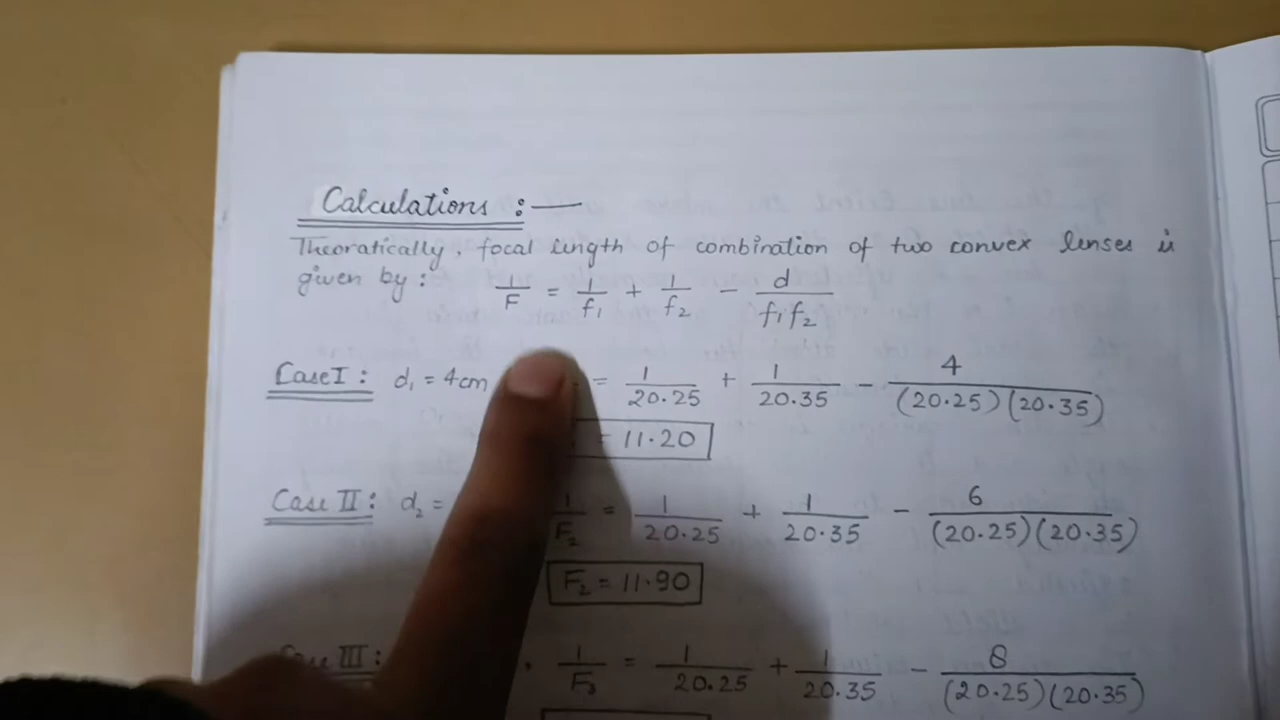 Calculations :—
Theoratically, focal length of combination of two convex lenses is
given by : 1/F = 1/f₁ + 1/f₂ - d/f₁f₂
Case I : d₁ = 4cm = 1/20.25 + 1/20.35 - 4/(20.25)(20.35)
= 11.20
Case II : d₂ = 1/F₂ = 1/20.25 + 1/20.35 - 6/(20.25)(20.35)
F₂ = 11.90
Case III : , 1/F₃ = 1/20.25 + 1/20.35 - 8/(20.25)(20.35)